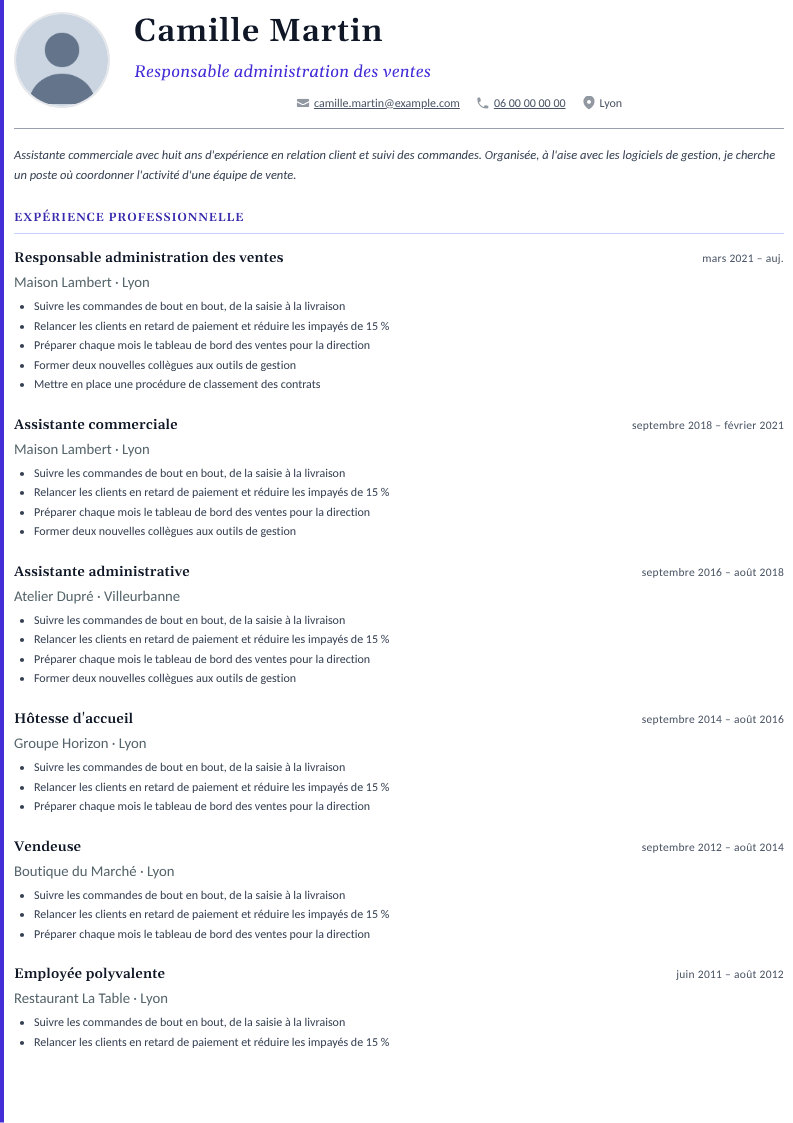 Camille Martin
Responsable administration des ventes
camille.martin@example.com 06 00 00 00 00 Lyon
Assistante commerciale avec huit ans d'expérience en relation client et suivi des commandes. Organisée, à l'aise avec les logiciels de gestion, je cherche
un poste où coordonner l'activité d'une équipe de vente.
EXPÉRIENCE PROFESSIONNELLE
Responsable administration des ventes mars 2021 – auj.
Maison Lambert · Lyon
• Suivre les commandes de bout en bout, de la saisie à la livraison
• Relancer les clients en retard de paiement et réduire les impayés de 15 %
• Préparer chaque mois le tableau de bord des ventes pour la direction
• Former deux nouvelles collègues aux outils de gestion
• Mettre en place une procédure de classement des contrats
Assistante commerciale septembre 2018 – février 2021
Maison Lambert · Lyon
• Suivre les commandes de bout en bout, de la saisie à la livraison
• Relancer les clients en retard de paiement et réduire les impayés de 15 %
• Préparer chaque mois le tableau de bord des ventes pour la direction
• Former deux nouvelles collègues aux outils de gestion
Assistante administrative septembre 2016 – août 2018
Atelier Dupré · Villeurbanne
• Suivre les commandes de bout en bout, de la saisie à la livraison
• Relancer les clients en retard de paiement et réduire les impayés de 15 %
• Préparer chaque mois le tableau de bord des ventes pour la direction
• Former deux nouvelles collègues aux outils de gestion
Hôtesse d'accueil septembre 2014 – août 2016
Groupe Horizon · Lyon
• Suivre les commandes de bout en bout, de la saisie à la livraison
• Relancer les clients en retard de paiement et réduire les impayés de 15 %
• Préparer chaque mois le tableau de bord des ventes pour la direction
Vendeuse septembre 2012 – août 2014
Boutique du Marché · Lyon
• Suivre les commandes de bout en bout, de la saisie à la livraison
• Relancer les clients en retard de paiement et réduire les impayés de 15 %
• Préparer chaque mois le tableau de bord des ventes pour la direction
Employée polyvalente juin 2011 – août 2012
Restaurant La Table · Lyon
• Suivre les commandes de bout en bout, de la saisie à la livraison
• Relancer les clients en retard de paiement et réduire les impayés de 15 %